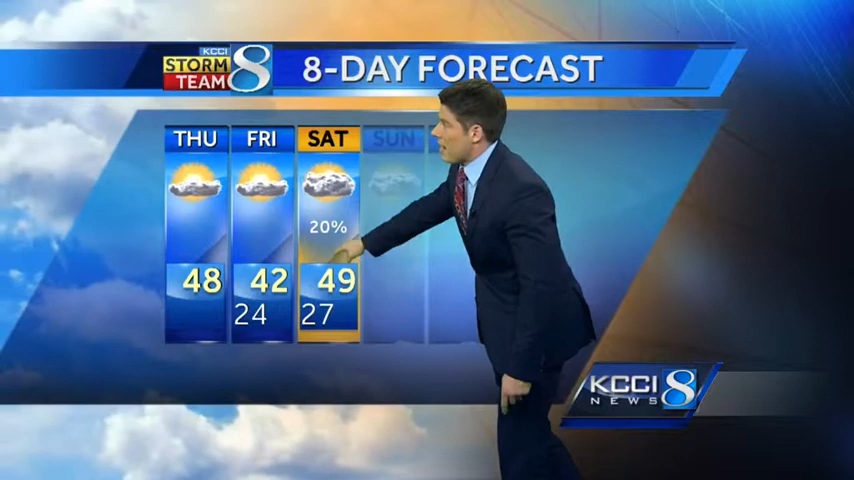 KCCI
STORM
TEAM
8
8-DAY FORECAST
THU
FRI
SAT
SUN
20%
48
42
49
24
27
KCCI 8
NEWS